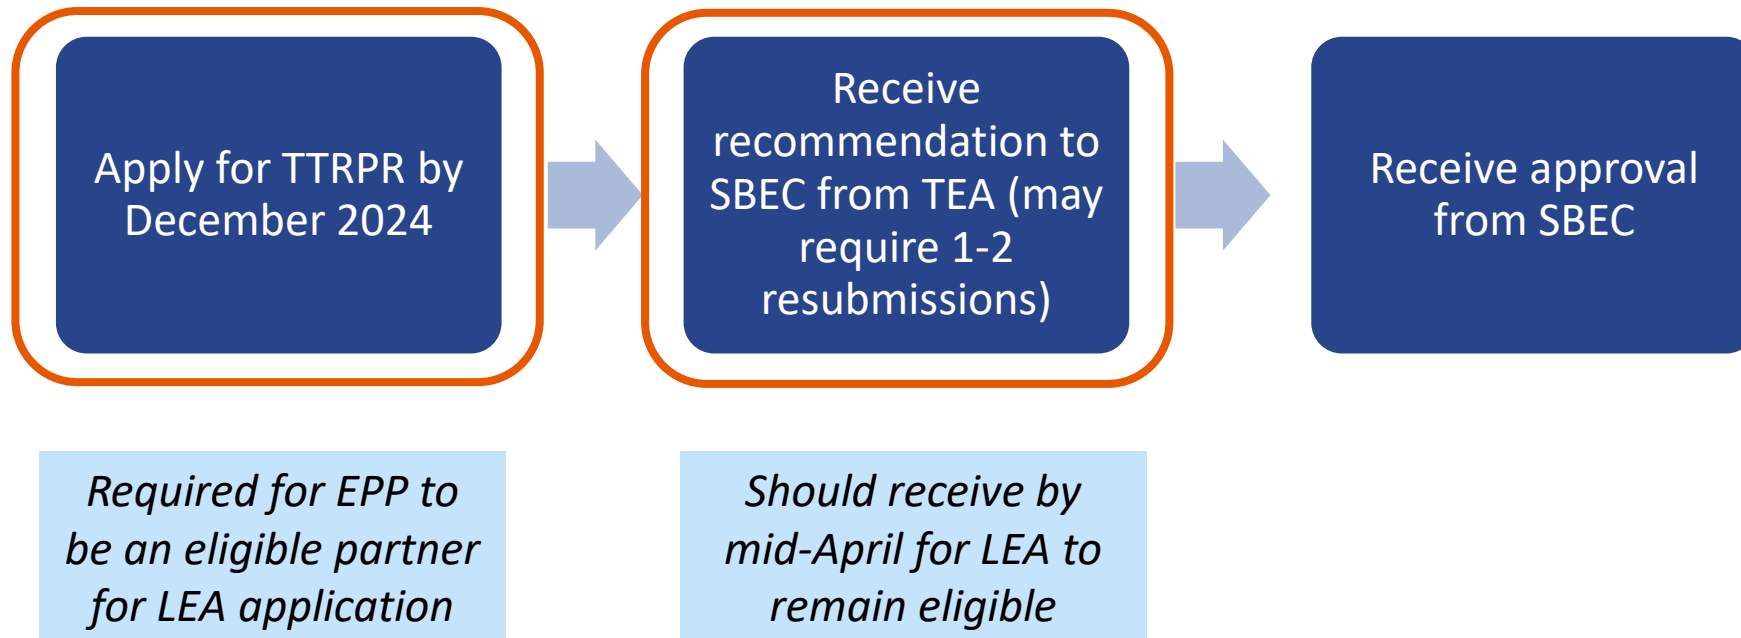 Apply for TTRPR by
December 2024
Receive
recommendation to
SBEC from TEA (may
require 1-2
resubmissions)
Receive approval
from SBEC
Required for EPP to
be an eligible partner
for LEA application
Should receive by
mid-April for LEA to
remain eligible